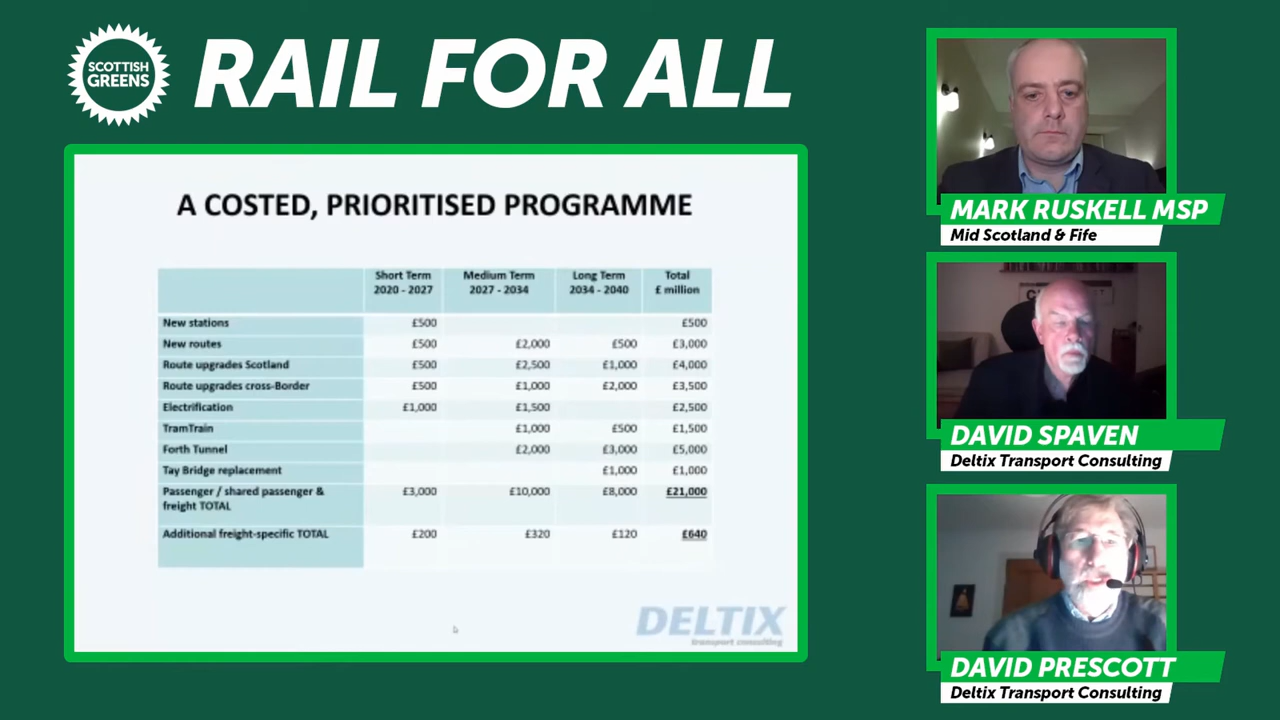 SCOTTISH
GREENS
RAIL FOR ALL
A COSTED, PRIORITISED PROGRAMME
Short Term Medium Term Long Term Total
2020 - 2027 2027 - 2034 2034 - 2040 £ million
New stations £500 £500
New routes £500 £2,000 £500 £3,000
Route upgrades Scotland £500 £2,500 £1,000 £4,000
Route upgrades cross-Border £500 £1,000 £2,000 £3,500
Electrification £1,000 £1,500 £2,500
TramTrain £1,000 £500 £1,500
Forth Tunnel £2,000 £3,000 £5,000
Tay Bridge replacement £1,000 £1,000
Passenger / shared passenger & £3,000 £10,000 £8,000 £21,000
freight TOTAL
Additional freight-specific TOTAL £200 £320 £120 £640
DELTIX
transport consulting
MARK RUSKELL MSP
Mid Scotland & Fife
DAVID SPAVEN
Deltix Transport Consulting
DAVID PRESCOTT
Deltix Transport Consulting